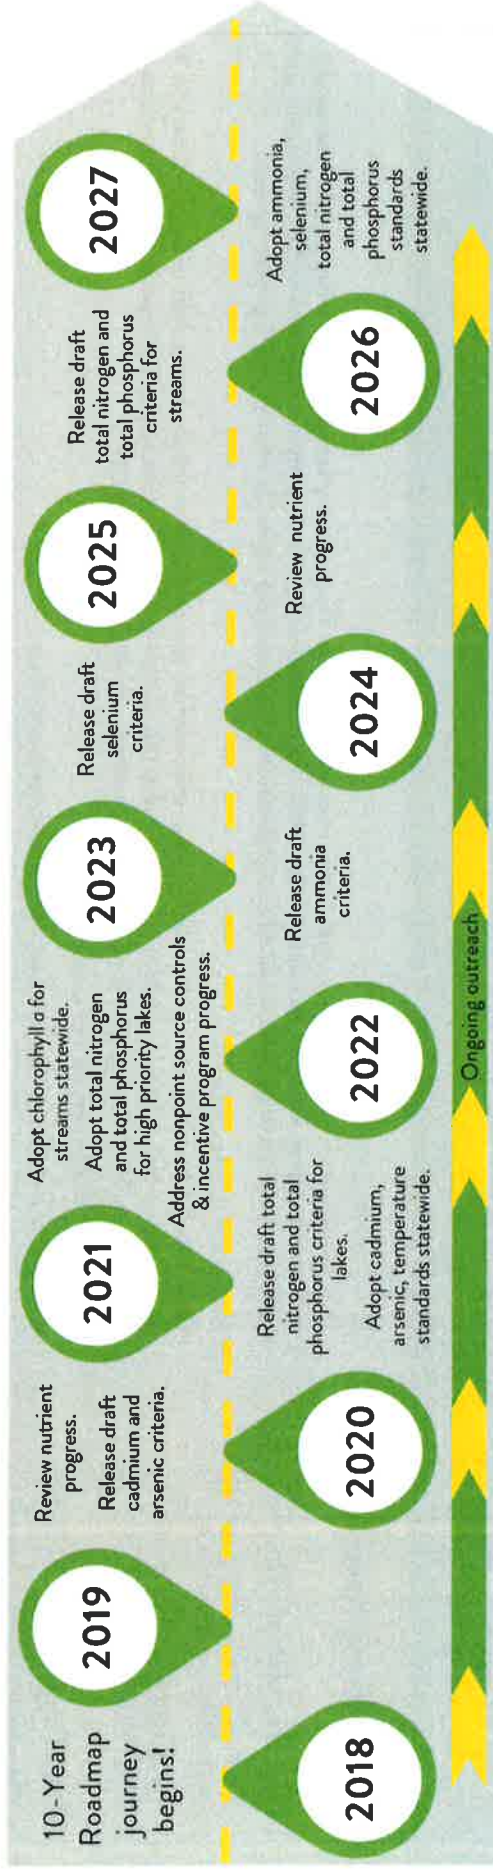 10-Year
Roadmap
journey
begins!
2018
2019
Review nutrient
progress.
Release draft
cadmium and
arsenic criteria.
2020
2021
Release draft total
nitrogen and total
phosphorus criteria for
lakes.
Adopt cadmium,
arsenic, temperature
standards statewide.
Adopt chlorophyll a for
streams statewide.
Adopt total nitrogen
and total phosphorus
for high priority lakes.
Address nonpoint source controls
& incentive program progress.
2022
2023
Release draft
ammonia
criteria.
Release draft
selenium
criteria.
2024
2025
Review nutrient
progress.
Release draft
total nitrogen and
total phosphorus
criteria for
streams.
2026
2027
Adopt ammonia,
selenium,
total nitrogen
and total
phosphorus
standards
statewide.
Ongoing outreach